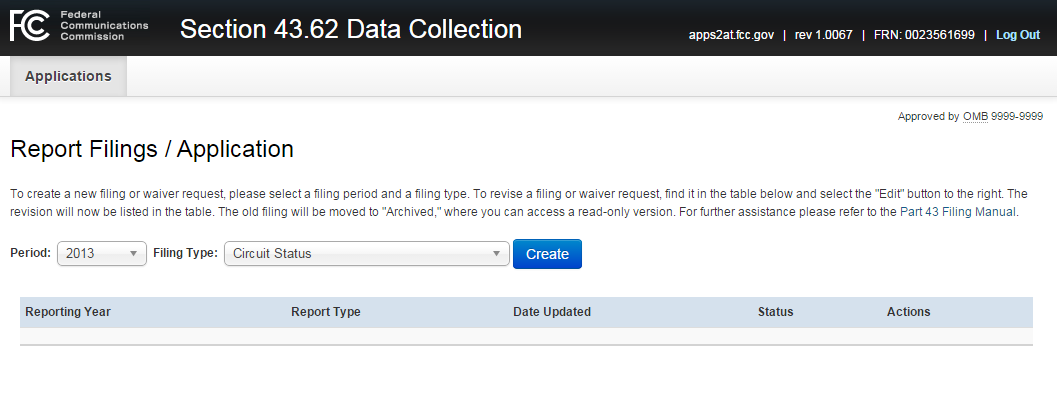 FCC Federal
Communications
Commission
Section 43.62 Data Collection
apps2at.fcc.gov | rev 1.0067 | FRN: 0023561699 | Log Out
Applications
Approved by OMB 9999-9999
Report Filings / Application
To create a new filing or waiver request, please select a filing period and a filing type. To revise a filing or waiver request, find it in the table below and select the "Edit" button to the right. The
revision will now be listed in the table. The old filing will be moved to "Archived," where you can access a read-only version. For further assistance please refer to the Part 43 Filing Manual.
Period: 2013 Filing Type: Circuit Status Create
Reporting Year Report Type Date Updated Status Actions